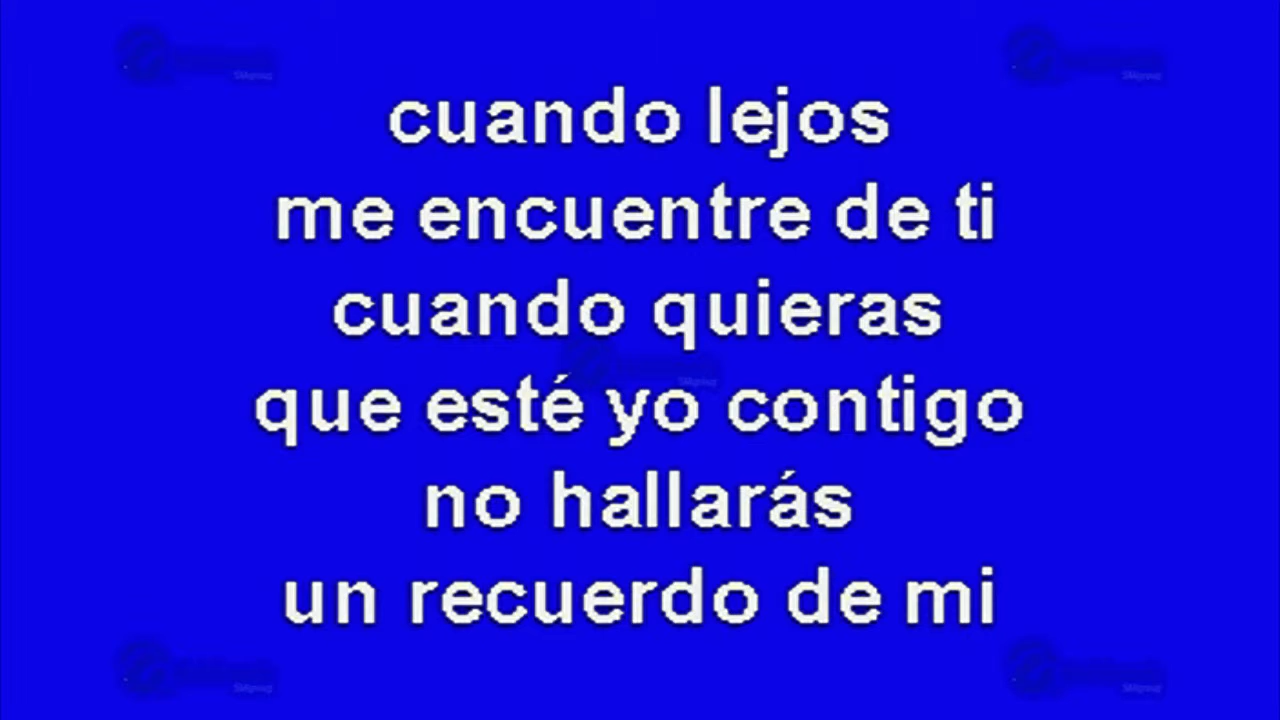 cuando lejos
me encuentre de ti
cuando quieras
que esté yo contigo
no hallarás
un recuerdo de mi